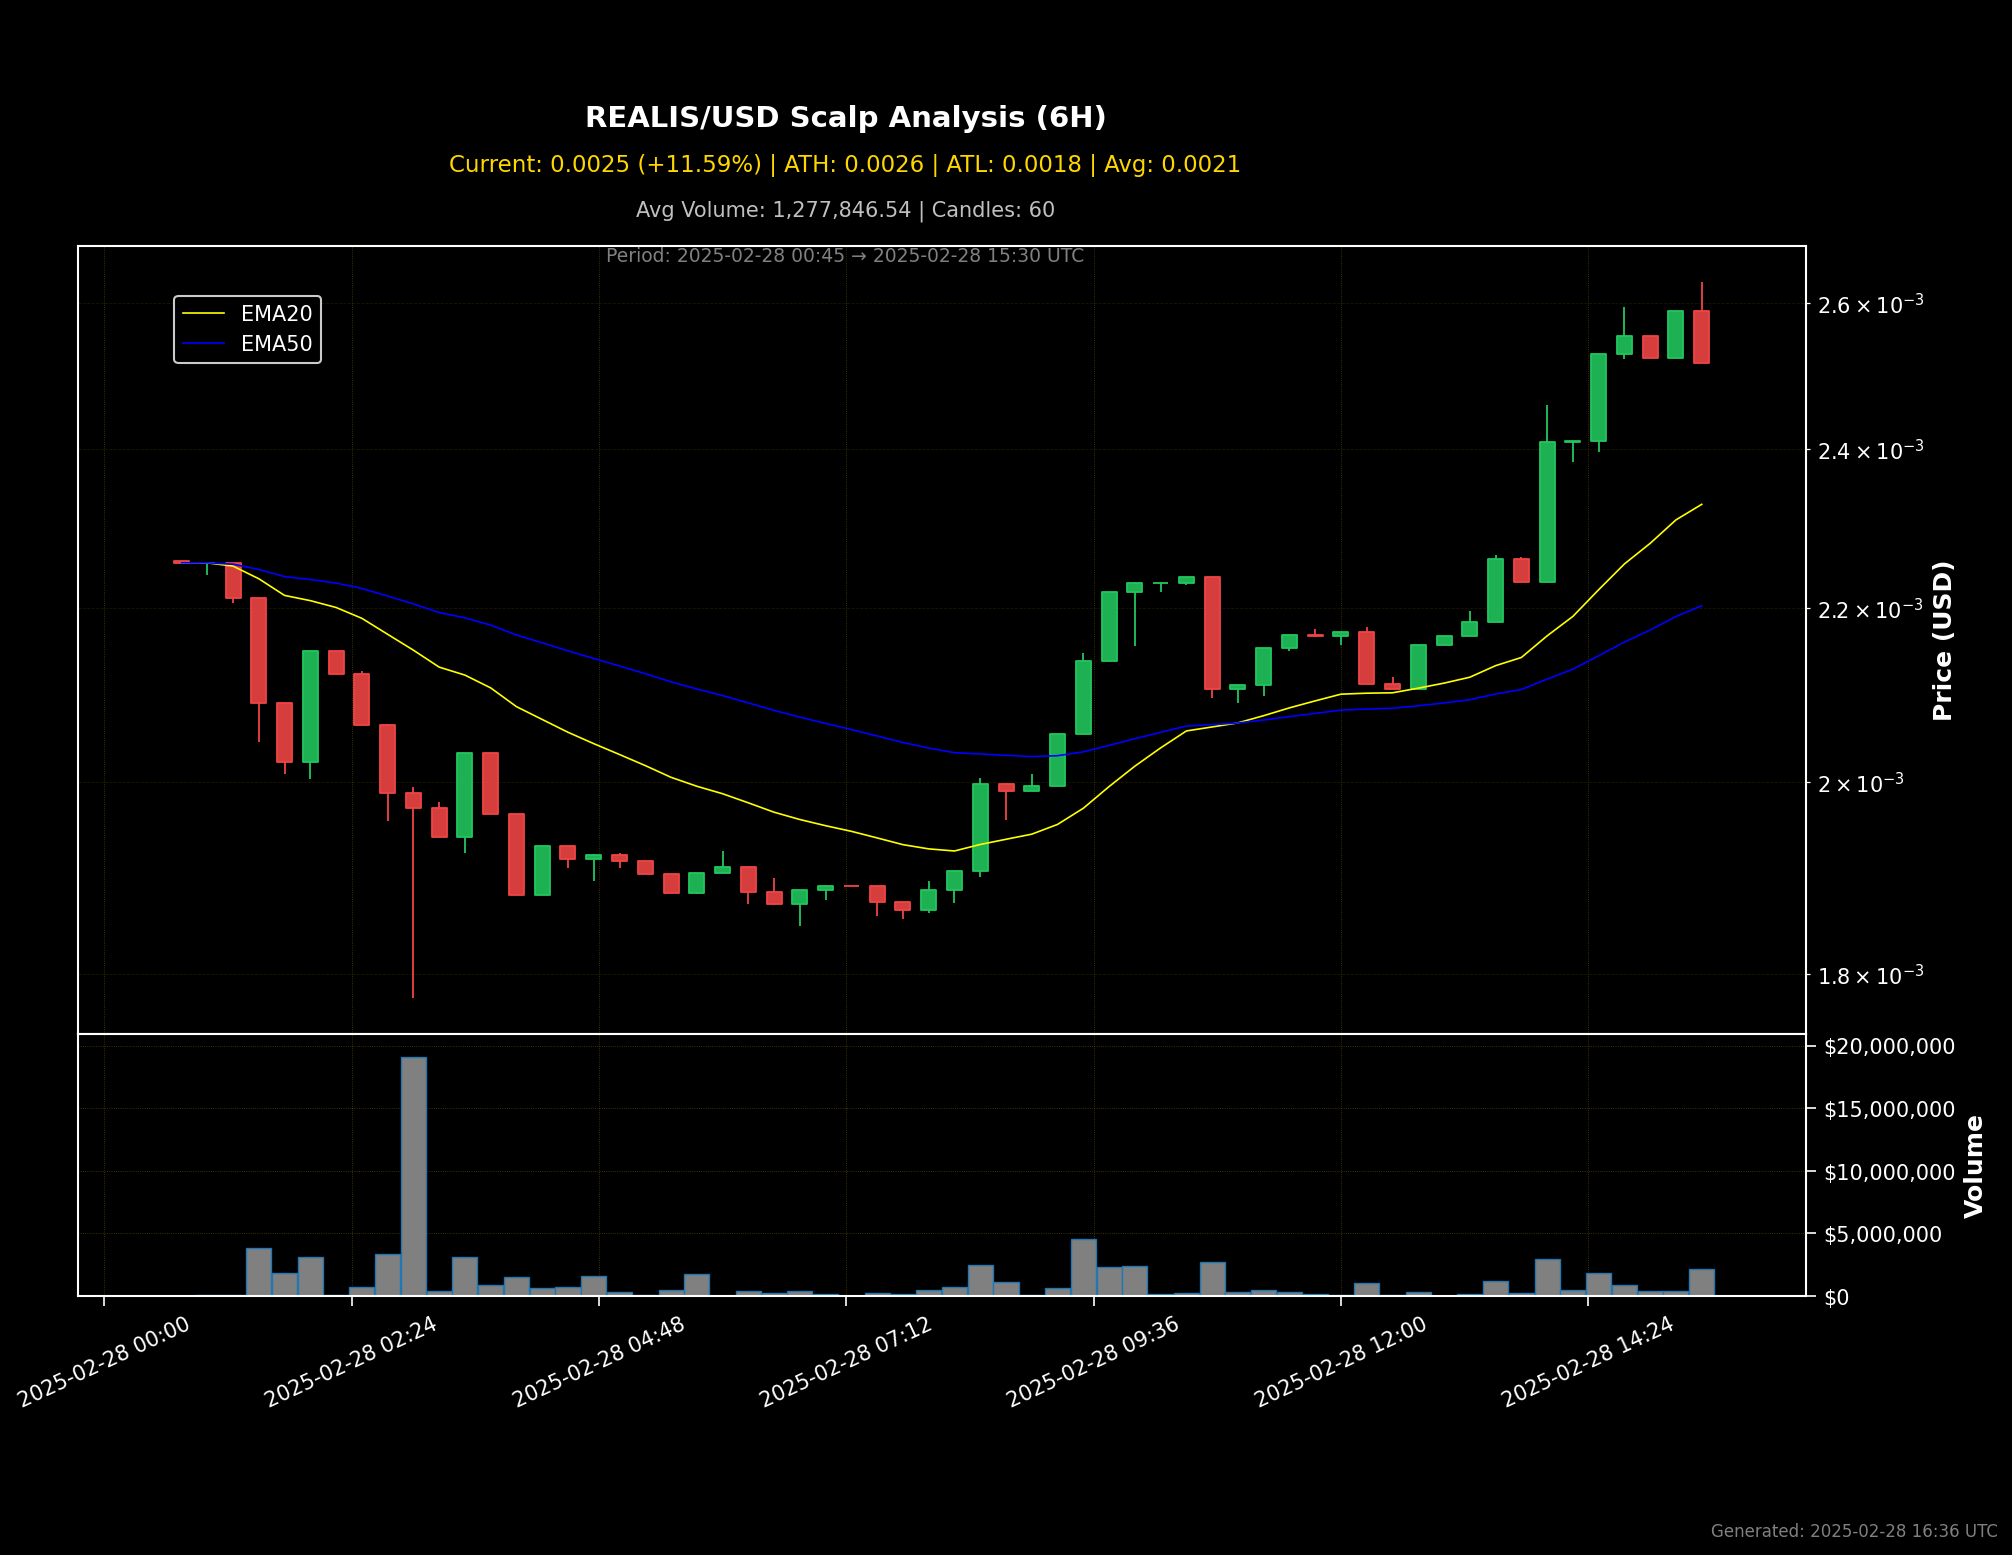 REALIS/USD Scalp Analysis (6H)
Current: 0.0025 (+11.59%) | ATH: 0.0026 | ATL: 0.0018 | Avg: 0.0021
Avg Volume: 1,277,846.54 | Candles: 60
Period: 2025-02-28 00:45 → 2025-02-28 15:30 UTC
EMA20
EMA50
2.6 × 10⁻³
2.4 × 10⁻³
2.2 × 10⁻³
2 × 10⁻³
1.8 × 10⁻³
Price (USD)
$20,000,000
$15,000,000
$10,000,000
$5,000,000
$0
Volume
2025-02-28 00:00
2025-02-28 02:24
2025-02-28 04:48
2025-02-28 07:12
2025-02-28 09:36
2025-02-28 12:00
2025-02-28 14:24
Generated: 2025-02-28 16:36 UTC